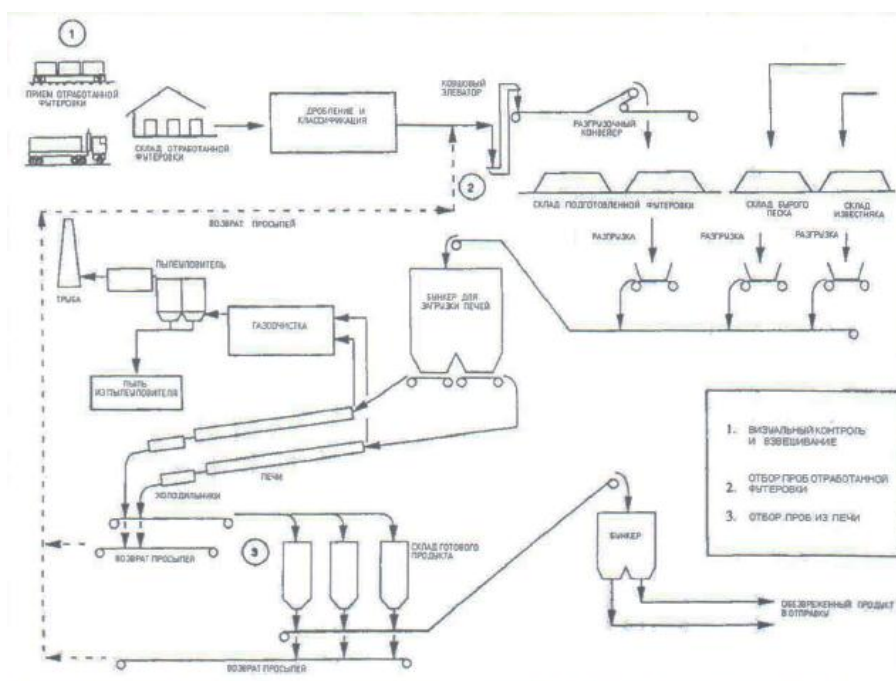 1
ПРИЕМ ОТРАБОТАННОЙ
ФУТЕРОВКИ
СКЛАД ОТРАБОТАННОЙ
ФУТЕРОВКИ
ДРОБЛЕНИЕ И
КЛАССИФИКАЦИЯ
КОВШОВЫЙ
ЭЛЕВАТОР
РАЗГРУЗОЧНЫЙ
КОНВЕЙЕР
2
СКЛАД ПОДГОТОВЛЕННОЙ ФУТЕРОВКИ
СКЛАД БУРОГО
ПЕСКА
СКЛАД
ИЗВЕСТНЯКА
ВОЗВРАТ ПРОСЫПЕЙ
РАЗГРУЗКА
РАЗГРУЗКА
РАЗГРУЗКА
ТРУБА
ПЫЛЕУЛОВИТЕЛЬ
ГАЗООЧИСТКА
БУНКЕР ДЛЯ
ЗАГРУЗКИ ПЕЧЕЙ
ПЫЛЬ
ИЗ ПЫЛЕУЛОВИТЕЛЯ
ХОЛОДИЛЬНИКИ
ПЕЧИ
ВОЗВРАТ ПРОСЫПЕЙ
3
СКЛАД ГОТОВОГО
ПРОДУКТА
ВОЗВРАТ ПРОСЫПЕЙ
БУНКЕР
ОБЕЗВРЕЖЕННЫЙ ПРОДУКТ
В ОТПРАВКУ
1. ВИЗУАЛЬНЫЙ КОНТРОЛЬ
И ВЗВЕШИВАНИЕ
2. ОТБОР ПРОБ ОТРАБОТАННОЙ
ФУТЕРОВКИ
3. ОТБОР ПРОБ ИЗ ПЕЧИ